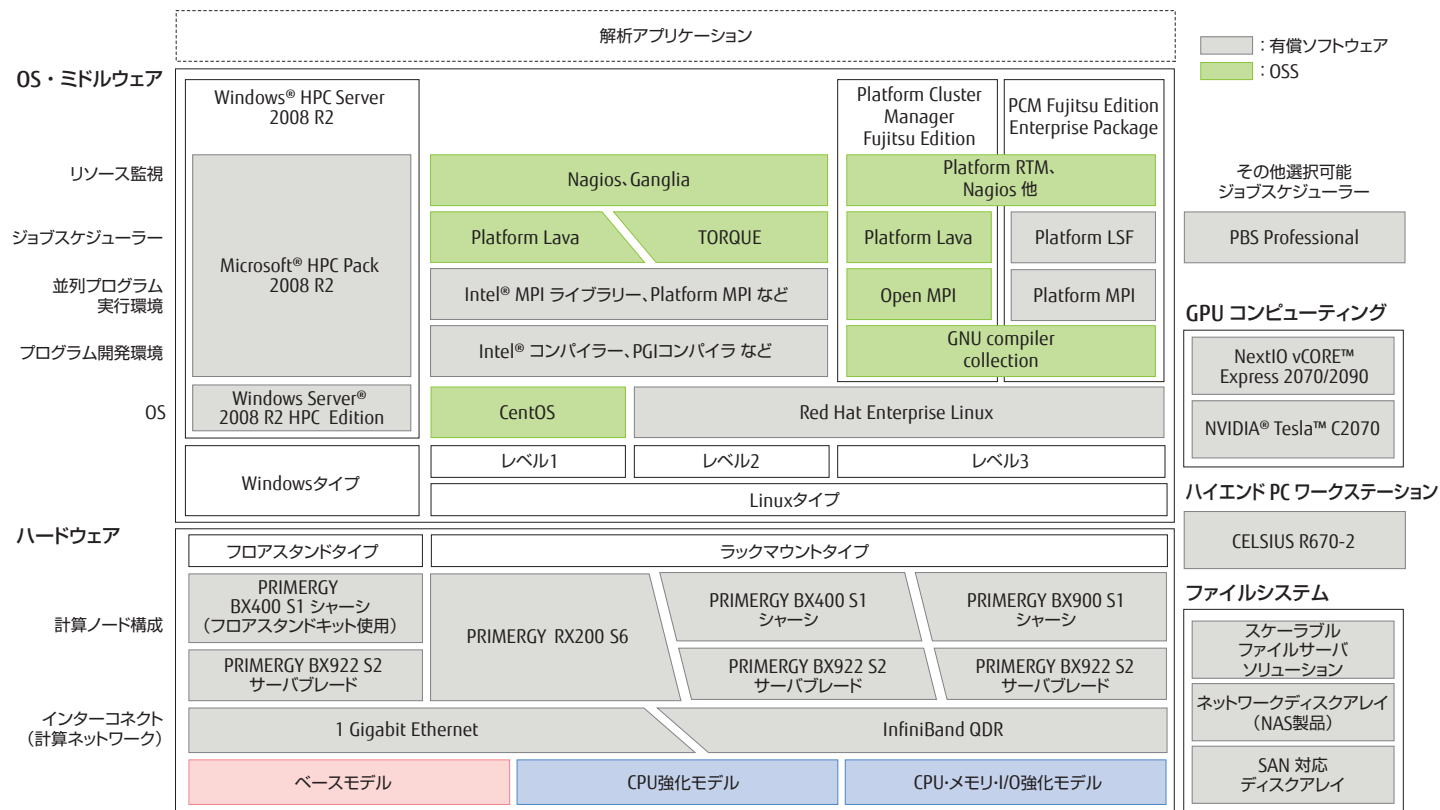 解析アプリケーション
：有償ソフトウェア
：OSS
OS・ミドルウェア
Windows® HPC Server
2008 R2
Platform Cluster
Manager
Fujitsu Edition
PCM Fujitsu Edition
Enterprise Package
リソース監視
Nagios、Ganglia
Platform RTM、
Nagios 他
その他選択可能
ジョブスケジューラー
ジョブスケジューラー
Platform Lava
TORQUE
Platform Lava
Platform LSF
PBS Professional
Microsoft® HPC Pack
2008 R2
並列プログラム
実行環境
Intel® MPI ライブラリー、Platform MPI など
Open MPI
Platform MPI
GPU コンピューティング
プログラム開発環境
Intel® コンパイラー、PGIコンパイラ など
GNU compiler
collection
NextIO vCORE™
Express 2070/2090
OS
Windows Server®
2008 R2 HPC Edition
CentOS
Red Hat Enterprise Linux
NVIDIA® Tesla™ C2070
Windowsタイプ
レベル1
レベル2
レベル3
Linuxタイプ
ハイエンド PC ワークステーション
CELSIUS R670-2
ハードウェア
フロアスタンドタイプ
ラックマウントタイプ
計算ノード構成
PRIMERGY
BX400 S1 シャーシ
（フロアスタンドキット使用）
PRIMERGY RX200 S6
PRIMERGY BX400 S1
シャーシ
PRIMERGY BX900 S1
シャーシ
PRIMERGY BX922 S2
サーバブレード
PRIMERGY BX922 S2
サーバブレード
PRIMERGY BX922 S2
サーバブレード
ファイルシステム
スケーラブル
ファイルサーバ
ソリューション
ネットワークディスクアレイ
（NAS製品）
SAN 対応
ディスクアレイ
インターコネクト
（計算ネットワーク）
1 Gigabit Ethernet
InfiniBand QDR
ベースモデル
CPU強化モデル
CPU・メモリ・I/O強化モデル